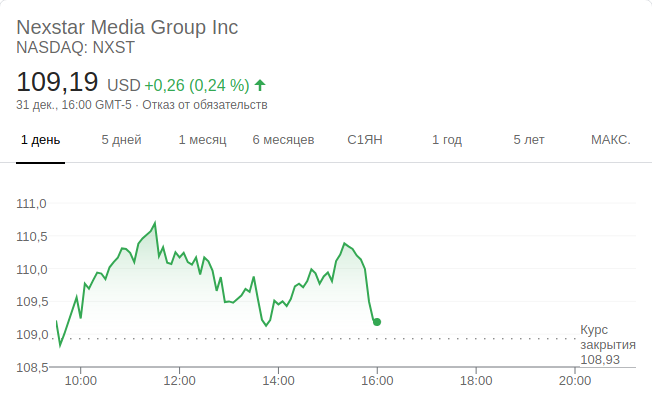 Nexstar Media Group Inc
NASDAQ: NXST
109,19 USD +0,26 (0,24 %)
31 дек., 16:00 GMT-5 · Отказ от обязательств
1 день 5 дней 1 месяц 6 месяцев С1ЯН 1 год 5 лет МАКС.
111,0
110,5
110,0
109,5
109,0
108,5
Курс
закрытия
108,93
10:00 12:00 14:00 16:00 18:00 20:00